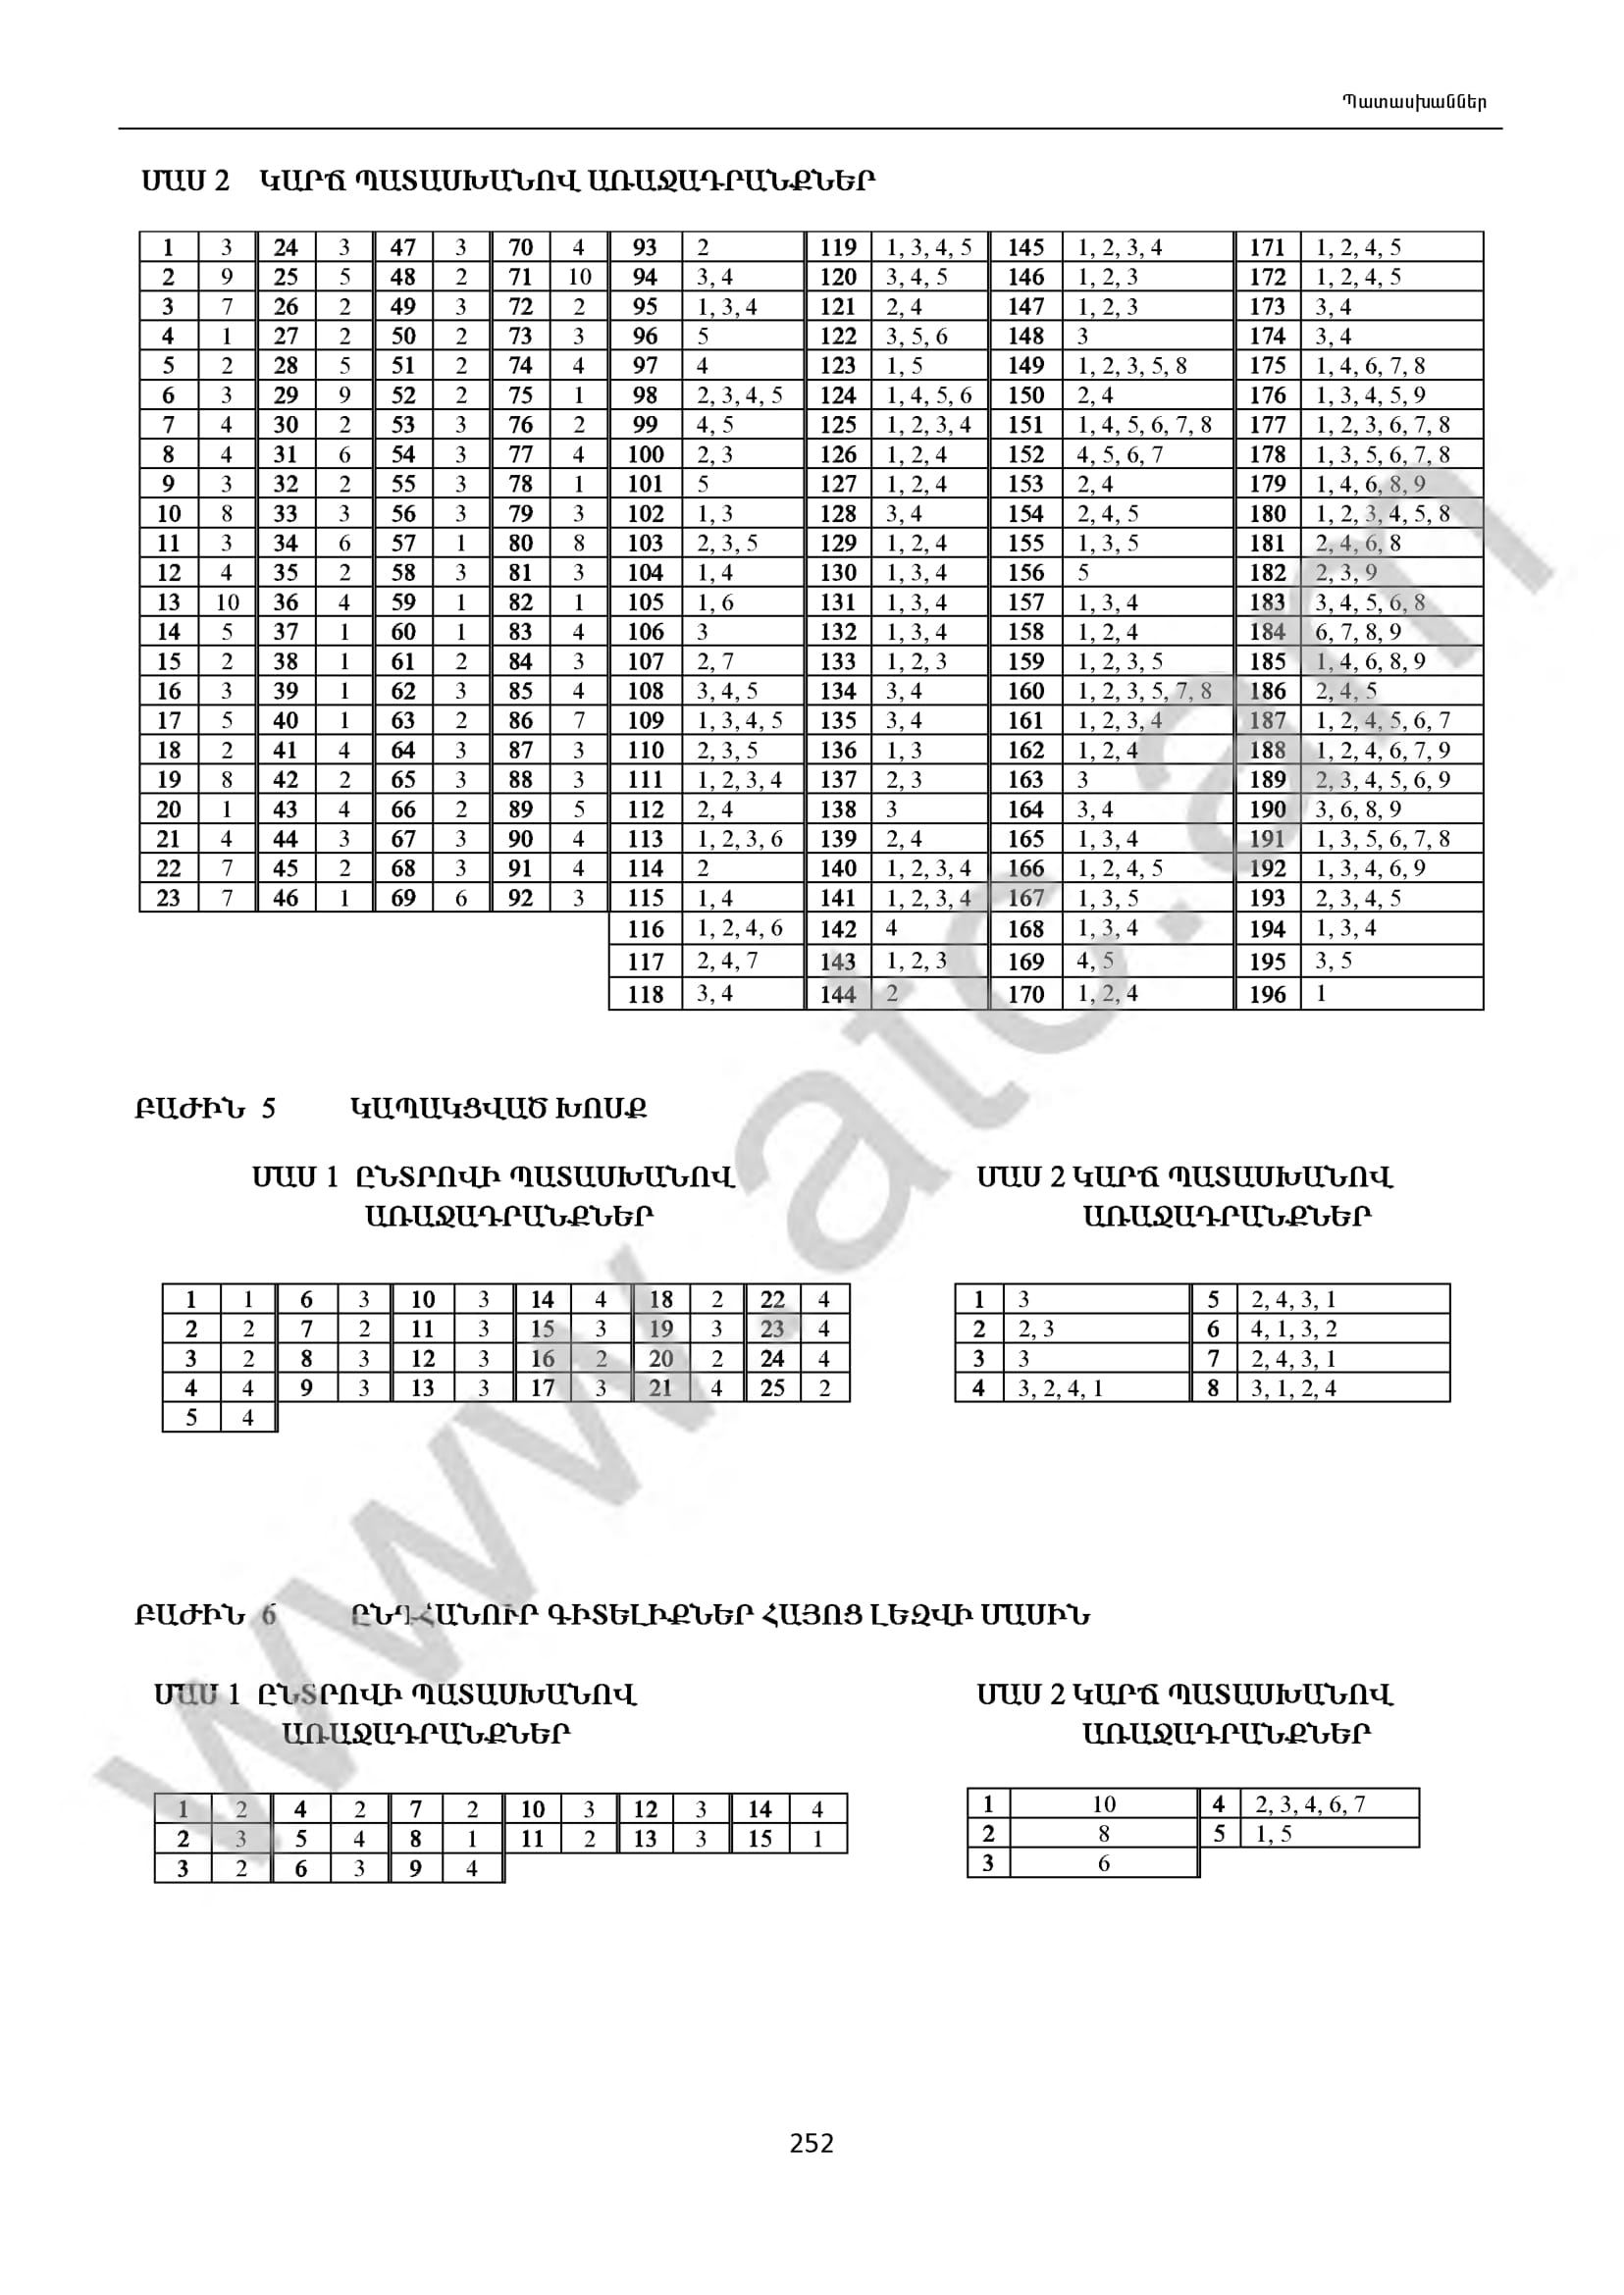 Պատասխաններ
ՄԱՍ 2 ԿԱՐՃ ՊԱՏԱՍԽԱՆՈՎ ԱՌԱՋԱԴՐԱՆՔՆԵՐ
1 3 24 3 47 3 70 4 93 2 119 1, 3, 4, 5 145 1, 2, 3, 4 171 1, 2, 4, 5
2 9 25 5 48 2 71 10 94 3, 4 120 3, 4, 5 146 1, 2, 3 172 1, 2, 4, 5
3 7 26 2 49 3 72 2 95 1, 3, 4 121 2, 4 147 1, 2, 3 173 3, 4
4 1 27 2 50 2 73 3 96 5 122 3, 5, 6 148 3 174 3, 4
5 2 28 5 51 2 74 4 97 4 123 1, 5 149 1, 2, 3, 5, 8 175 1, 4, 6, 7, 8
6 3 29 9 52 2 75 1 98 2, 3, 4, 5 124 1, 4, 5, 6 150 2, 4 176 1, 3, 4, 5, 9
7 4 30 2 53 3 76 2 99 4, 5 125 1, 2, 3, 4 151 1, 4, 5, 6, 7, 8 177 1, 2, 3, 6, 7, 8
8 4 31 6 54 3 77 4 100 2, 3 126 1, 2, 4 152 4, 5, 6, 7 178 1, 3, 5, 6, 7, 8
9 3 32 2 55 3 78 1 101 5 127 1, 2, 4 153 2, 4 179 1, 4, 6, 8, 9
10 8 33 3 56 3 79 3 102 1, 3 128 3, 4 154 2, 4, 5 180 1, 2, 3, 4, 5, 8
11 3 34 6 57 1 80 8 103 2, 3, 5 129 1, 2, 4 155 1, 3, 5 181 2, 4, 6, 8
12 4 35 2 58 3 81 3 104 1, 4 130 1, 3, 4 156 5 182 2, 3, 9
13 10 36 4 59 1 82 1 105 1, 6 131 1, 3, 4 157 1, 3, 4 183 3, 4, 5, 6, 8
14 5 37 1 60 1 83 4 106 3 132 1, 3, 4 158 1, 2, 4 184 6, 7, 8, 9
15 2 38 1 61 2 84 3 107 2, 7 133 1, 2, 3 159 1, 2, 3, 5 185 1, 4, 6, 8, 9
16 3 39 1 62 3 85 4 108 3, 4, 5 134 3, 4 160 1, 2, 3, 5, 7, 8 186 2, 4, 5
17 5 40 1 63 2 86 7 109 1, 3, 4, 5 135 3, 4 161 1, 2, 3, 4 187 1, 2, 4, 5, 6, 7
18 2 41 4 64 3 87 3 110 2, 3, 5 136 1, 3 162 1, 2, 4 188 1, 2, 4, 6, 7, 9
19 8 42 2 65 3 88 3 111 1, 2, 3, 4 137 2, 3 163 3 189 2, 3, 4, 5, 6, 9
20 1 43 4 66 2 89 5 112 2, 4 138 3 164 3, 4 190 3, 6, 8, 9
21 4 44 3 67 3 90 4 113 1, 2, 3, 6 139 2, 4 165 1, 3, 4 191 1, 3, 5, 6, 7, 8
22 7 45 2 68 3 91 4 114 2 140 1, 2, 3, 4 166 1, 2, 4, 5 192 1, 3, 4, 6, 9
23 7 46 1 69 6 92 3 115 1, 4 141 1, 2, 3, 4 167 1, 3, 5 193 2, 3, 4, 5
116 1, 2, 4, 6 142 4 168 1, 3, 4 194 1, 3, 4
117 2, 4, 7 143 1, 2, 3 169 4, 5 195 3, 5
118 3, 4 144 2 170 1, 2, 4 196 1
ԲԱԺԻՆ 5 ԿԱՊԱԿՑՎԱԾ ԽՈՍՔ
ՄԱՍ 1 ԸՆՏՐՈՎԻ ՊԱՏԱՍԽԱՆՈՎ
ԱՌԱՋԱԴՐԱՆՔՆԵՐ
ՄԱՍ 2 ԿԱՐՃ ՊԱՏԱՍԽԱՆՈՎ
ԱՌԱՋԱԴՐԱՆՔՆԵՐ
1 1 6 3 10 3 14 4 18 2 22 4
2 2 7 2 11 3 15 3 19 3 23 4
3 2 8 3 12 3 16 2 20 2 24 4
4 4 9 3 13 3 17 3 21 4 25 2
5 4
1 3 5 2, 4, 3, 1
2 2, 3 6 4, 1, 3, 2
3 3 7 2, 4, 3, 1
4 3, 2, 4, 1 8 3, 1, 2, 4
ԲԱԺԻՆ 6 ԸՆԴՀԱՆՈՒՐ ԳԻՏԵԼԻՔՆԵՐ ՀԱՅՈՑ ԼԵԶՎԻ ՄԱՍԻՆ
ՄԱՍ 1 ԸՆՏՐՈՎԻ ՊԱՏԱՍԽԱՆՈՎ
ԱՌԱՋԱԴՐԱՆՔՆԵՐ
ՄԱՍ 2 ԿԱՐՃ ՊԱՏԱՍԽԱՆՈՎ
ԱՌԱՋԱԴՐԱՆՔՆԵՐ
1 2 4 2 7 2 10 3 12 3 14 4
2 3 5 4 8 1 11 2 13 3 15 1
3 2 6 3 9 4
1 10 4 2, 3, 4, 6, 7
2 8 5 1, 5
3 6
252
www.atc.am